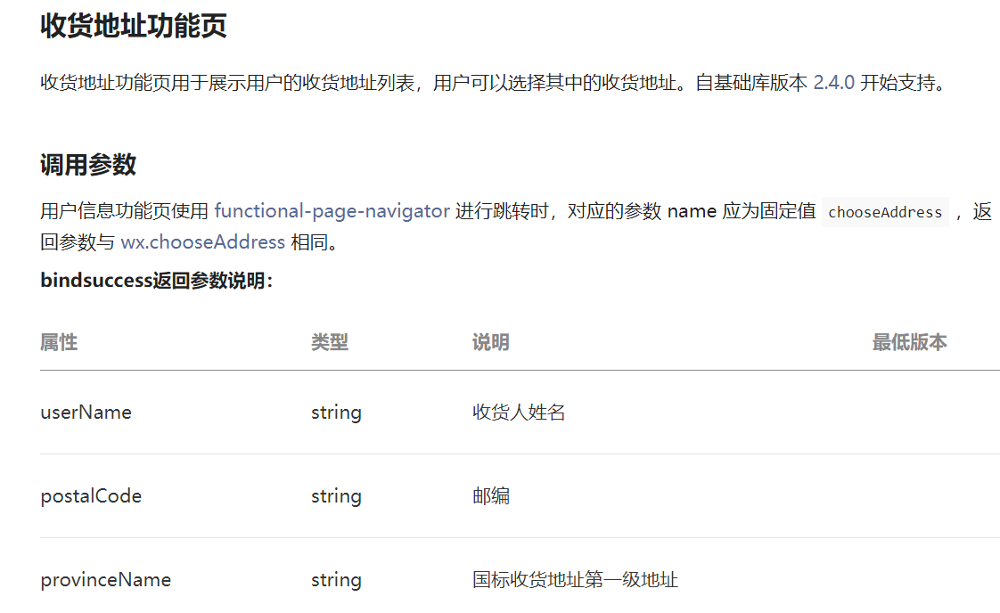 收货地址功能页
收货地址功能页用于展示用户的收货地址列表，用户可以选择其中的收货地址。自基础库版本 2.4.0 开始支持。
调用参数
用户信息功能页使用 functional-page-navigator 进行跳转时，对应的参数 name 应为固定值 chooseAddress ，返
回参数与 wx.chooseAddress 相同。
bindsuccess返回参数说明：
属性 类型 说明 最低版本
userName string 收货人姓名
postalCode string 邮编
provinceName string 国标收货地址第一级地址